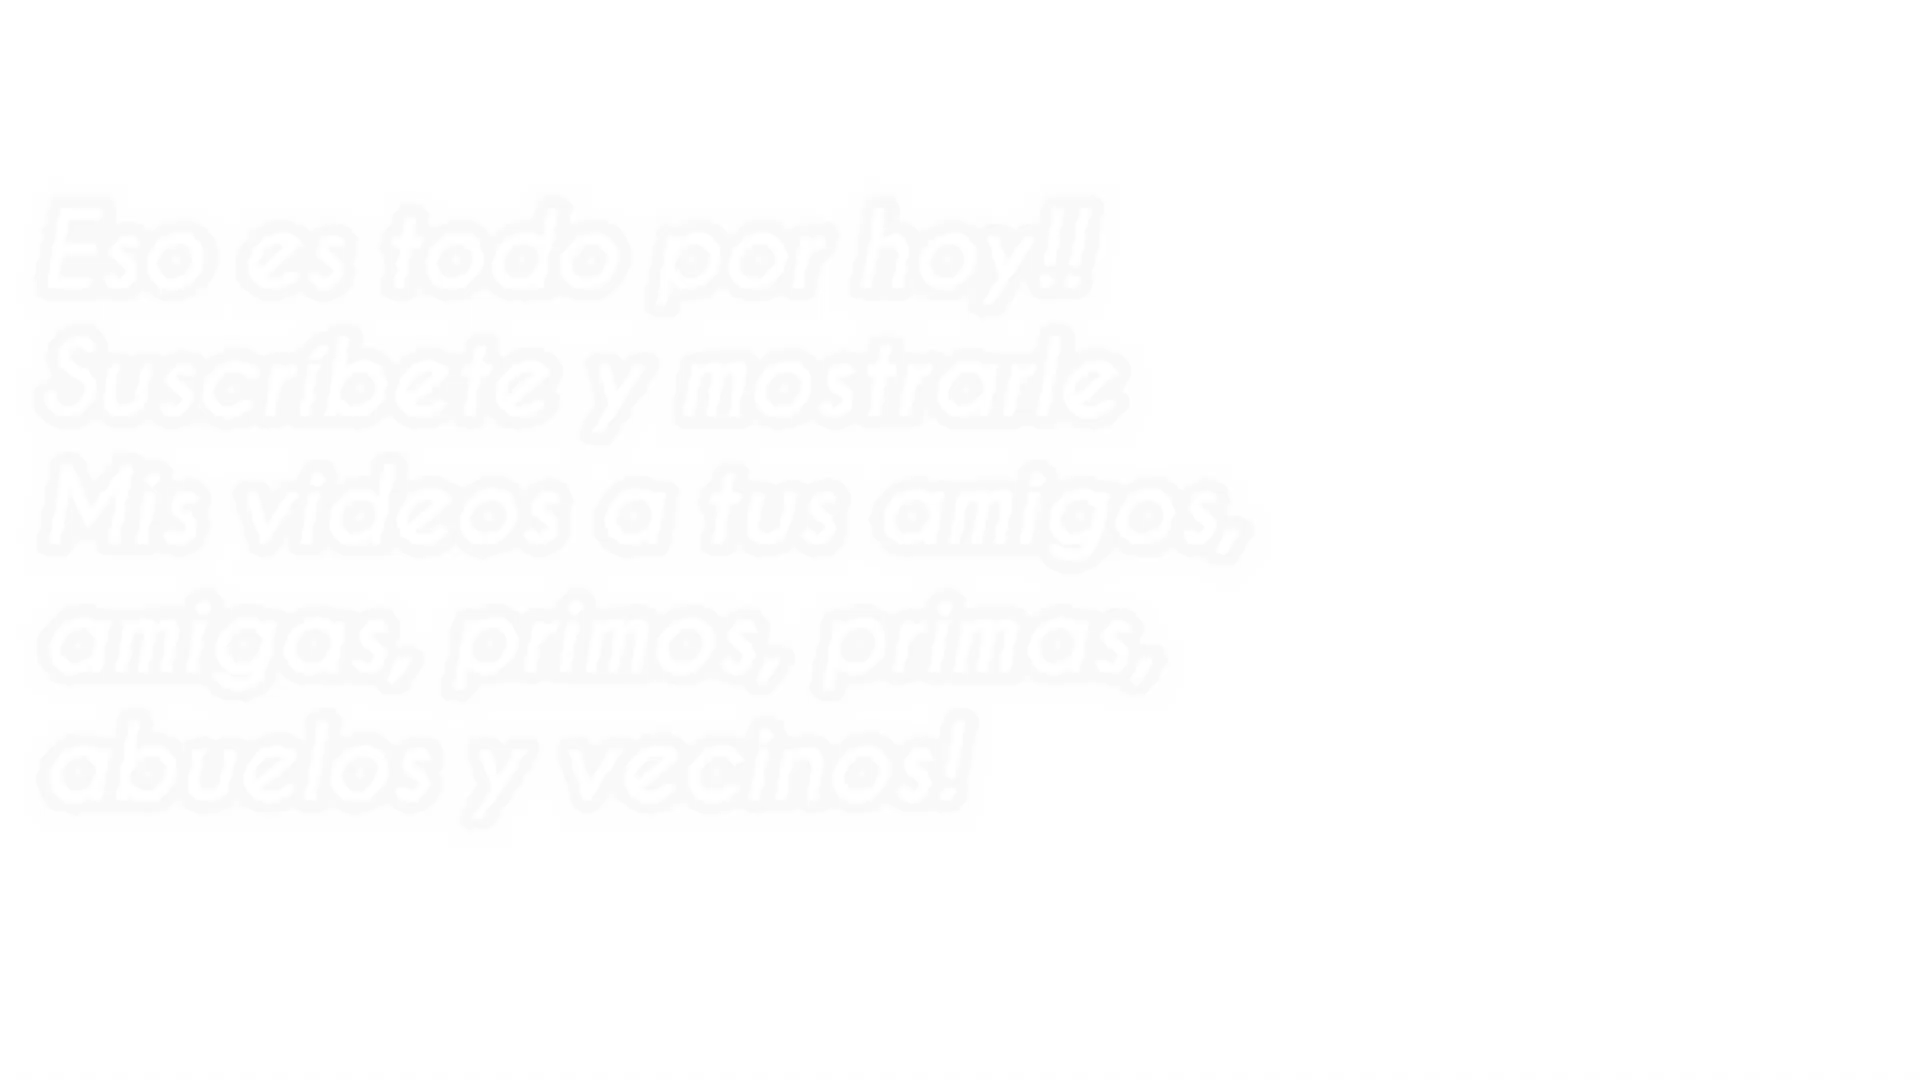 Eso es todo por hoy!!
Suscríbete y mostrarle
Mis videos a tus amigos,
amigas, primos, primas,
abuelos y vecinos!